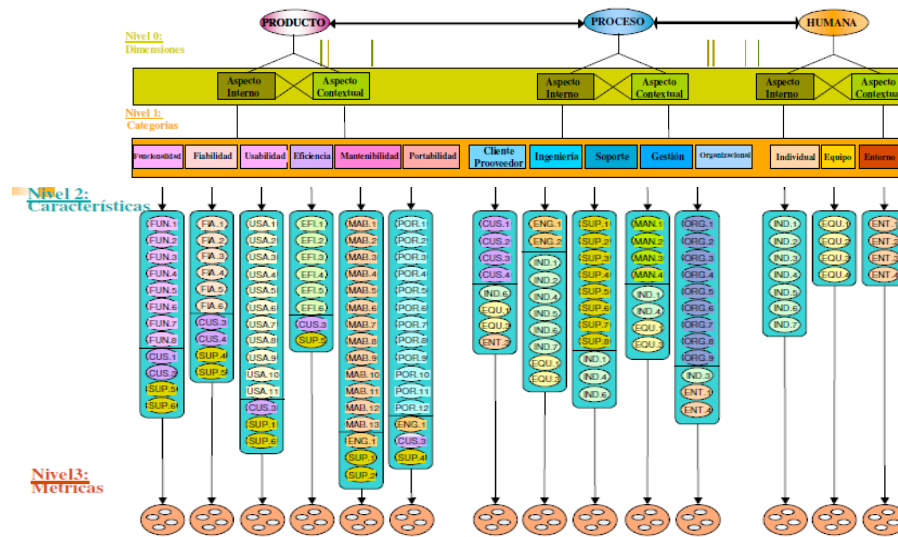 PRODUCTO
PROCESO
HUMANA
Nivel 0:
Dimensiones
Aspecto
Interno
Aspecto
Contextual
Aspecto
Interno
Aspecto
Contextual
Aspecto
Interno
Aspecto
Contextual
Nivel 1:
Categorías
Funcionalidad
Fiabilidad
Usabilidad
Eficiencia
Mantenibilidad
Portabilidad
Cliente
Prooveedor
Ingeniería
Soporte
Gestión
Organizacional
Individual
Equipo
Entorno
Nivel 2:
Características
FUN.1
FUN.2
FUN.3
FUN.4
FUN.5
FUN.6
FUN.7
FUN.8
CUS.1
CUS.3
SUP.5
SUP.6
FIA.1
FIA.2
FIA.3
FIA.4
FIA.5
FIA.6
CUS.3
SUP.4
SUP.5
USA.1
USA.2
USA.3
USA.4
USA.5
USA.6
USA.7
USA.8
USA.9
USA.10
USA.11
CUS.3
SUP.1
SUP.6
EFI.1
EFI.2
EFI.3
EFI.4
EFI.5
EFI.6
CUS.3
SUP.5
MAB.1
MAB.2
MAB.3
MAB.4
MAB.5
MAB.6
MAB.7
MAB.8
MAB.9
MAB.10
MAB.11
MAB.12
MAB.13
ENG.1
SUP.1
SUP.2
POR.1
POR.2
POR.3
POR.4
POR.5
POR.6
POR.7
POR.8
POR.9
POR.10
POR.11
POR.12
ENG.1
CUS.3
SUP.4
CUS.1
CUS.2
CUS.3
CUS.4
IND.6
EQU.1
EQU.3
ENT.2
ENG.1
ENG.2
IND.1
IND.2
IND.4
IND.5
IND.6
IND.7
EQU.1
EQU.3
SUP.1
SUP.2
SUP.3
SUP.4
SUP.5
SUP.6
SUP.7
SUP.8
IND.1
IND.4
IND.6
MAN.1
MAN.2
MAN.3
MAN.4
IND.1
IND.4
EQU.1
EQU.3
ORG.1
ORG.2
ORG.3
ORG.4
ORG.5
ORG.6
ORG.7
ORG.8
ORG.9
IND.3
ENT.1
ENT.4
IND.1
IND.2
IND.3
IND.4
IND.5
IND.6
IND.7
EQU.1
EQU.2
EQU.3
EQU.4
ENT.1
ENT.2
ENT.3
ENT.4
Nivel3:
Métricas